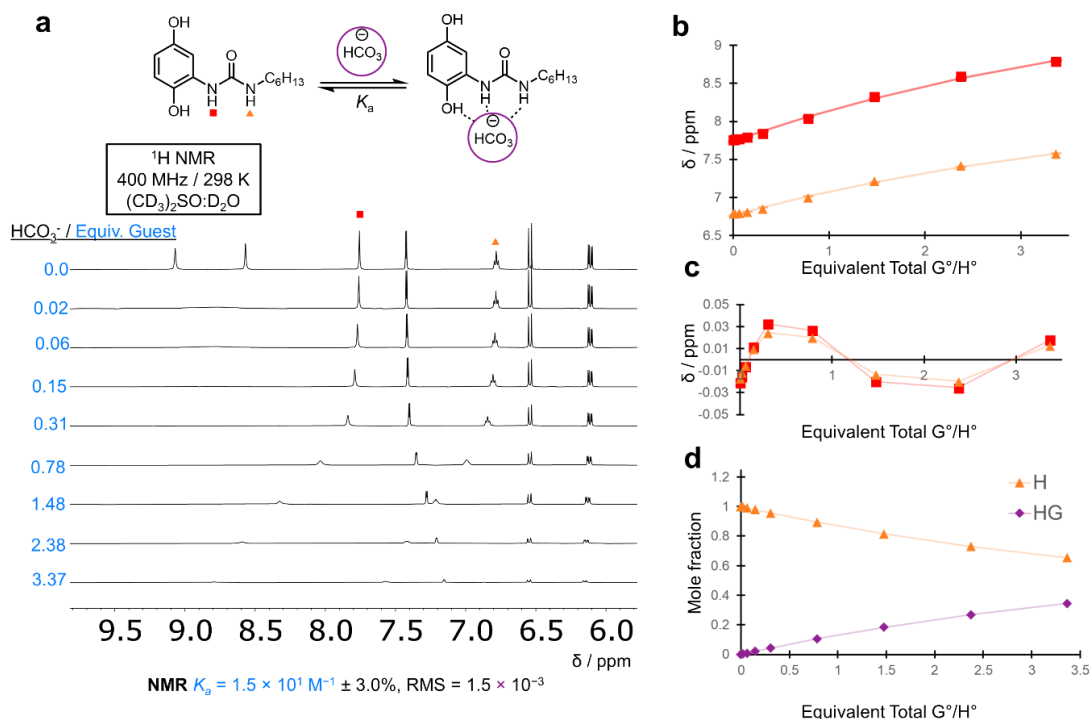 a
OH
OH
O
N
H
N
H
C₆H₁₃
⊖
HCO₃
Kₐ
OH
OH
O
N
H
N
H
C₆H₁₃
⊖
HCO₃
¹H NMR
400 MHz / 298 K
(CD₃)₂SO:D₂O
HCO₃⁻ / Equiv. Guest
0.0
0.02
0.06
0.15
0.31
0.78
1.48
2.38
3.37
9.5 9.0 8.5 8.0 7.5 7.0 6.5 6.0
δ / ppm
NMR Kₐ = 1.5 × 10¹ M⁻¹ ± 3.0%, RMS = 1.5 × 10⁻³
b
δ / ppm
9
8.5
8
7.5
7
6.5
0 1 2 3
Equivalent Total G°/H°
c
δ / ppm
0.05
0.03
0.01
-0.01
-0.03
-0.05
0 1 2 3
Equivalent Total G°/H°
d
Mole fraction
1.2
1
0.8
0.6
0.4
0.2
0
0 0.5 1 1.5 2 2.5 3 3.5
H
HG
Equivalent Total G°/H°